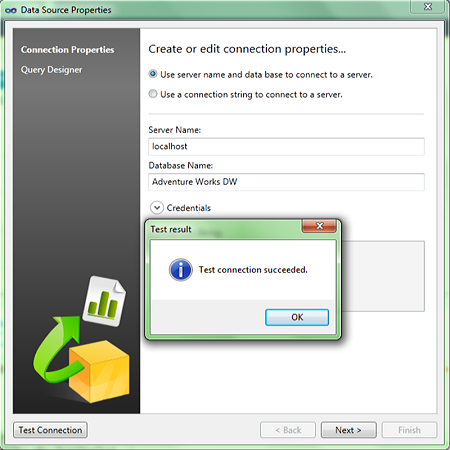 Data Source Properties
Connection Properties
Query Designer
Create or edit connection properties...
Use server name and data base to connect to a server.
Use a connection string to connect to a server.
Server Name:
localhost
Database Name:
Adventure Works DW
Credentials
Test result
Test connection succeeded.
OK
Test Connection
< Back
Next >
Finish